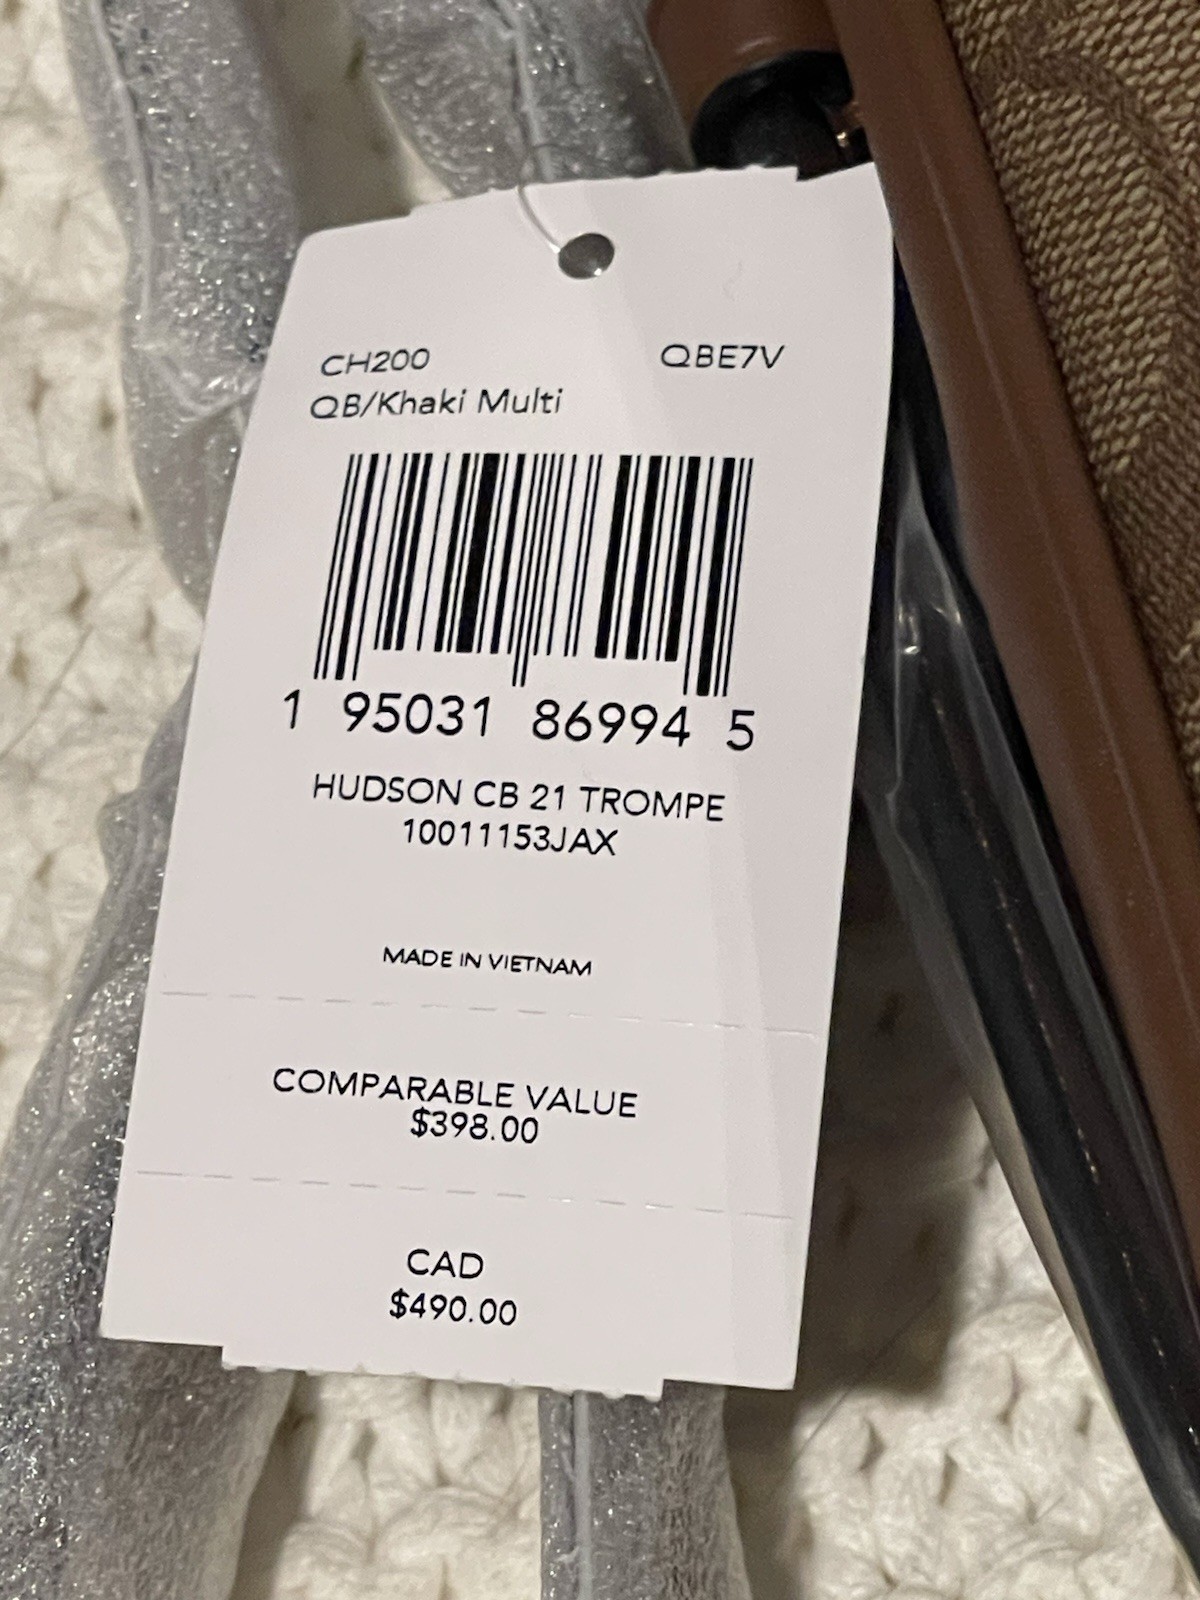 CH200 QBE7V
QB/Khaki Multi
1 95031 86994 5
HUDSON CB 21 TROMPE
10011153JAX
MADE IN VIETNAM
COMPARABLE VALUE
$398.00
CAD
$490.00